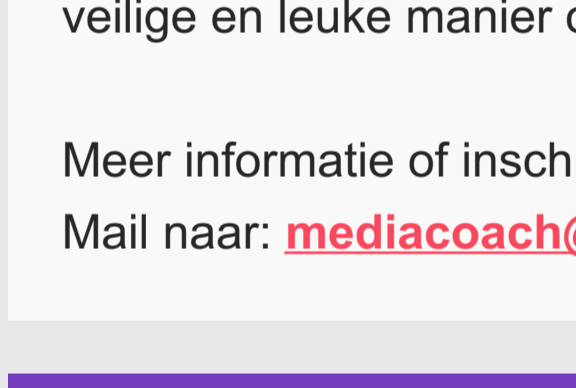 veilige en leuke manier
Meer informatie of insch
Mail naar: mediacoach@